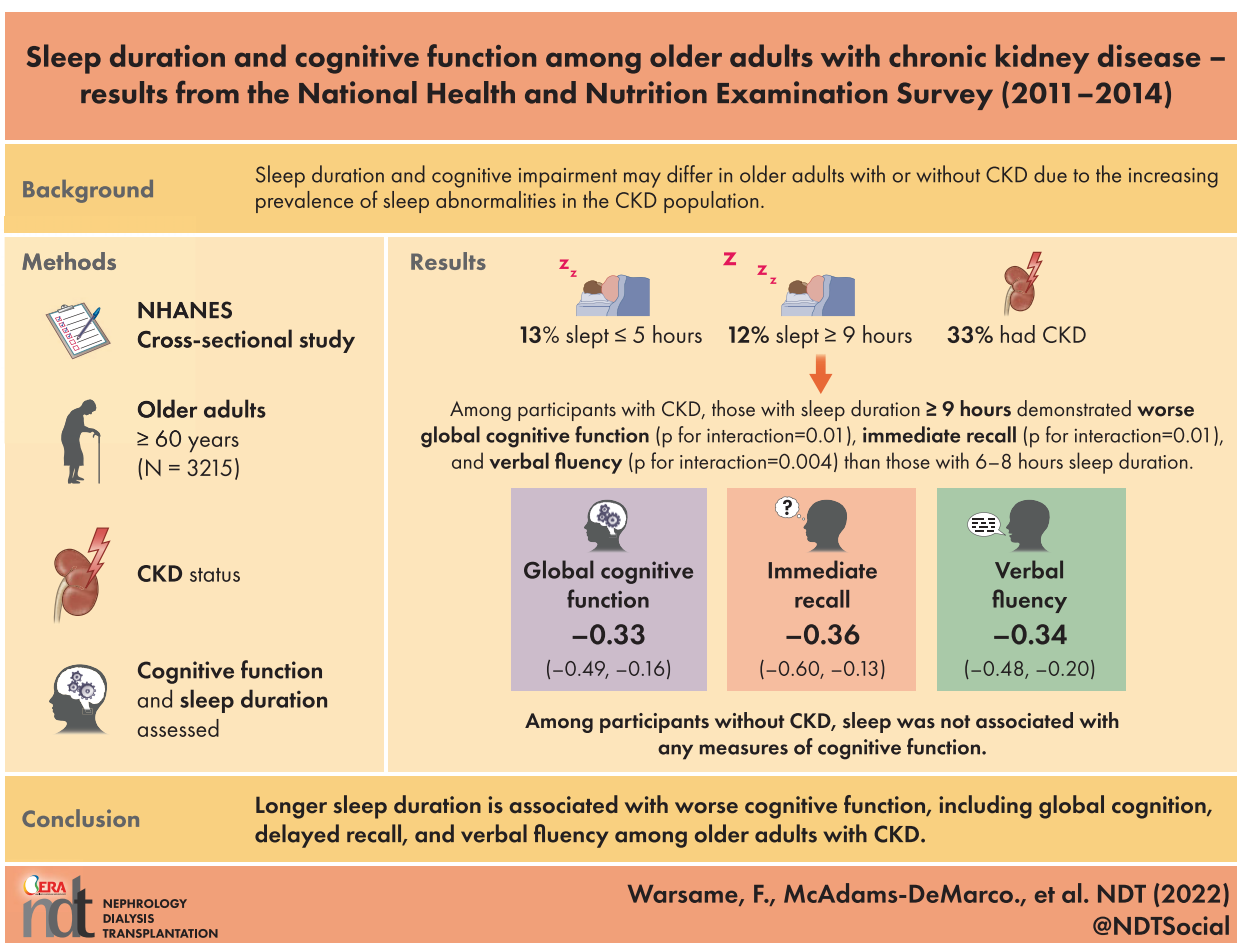 Sleep duration and cognitive function among older adults with chronic kidney disease –
results from the National Health and Nutrition Examination Survey (2011–2014)
Background
Sleep duration and cognitive impairment may differ in older adults with or without CKD due to the increasing
prevalence of sleep abnormalities in the CKD population.
Methods
NHANES
Cross-sectional study
Older adults
≥ 60 years
(N = 3215)
CKD status
Cognitive function
and sleep duration
assessed
Results
z z
13% slept ≤ 5 hours
z z z
12% slept ≥ 9 hours
33% had CKD
Among participants with CKD, those with sleep duration ≥ 9 hours demonstrated worse
global cognitive function (p for interaction=0.01), immediate recall (p for interaction=0.01),
and verbal fluency (p for interaction=0.004) than those with 6–8 hours sleep duration.
Global cognitive
function
–0.33
(–0.49, –0.16)
?
Immediate
recall
–0.36
(–0.60, –0.13)
Verbal
fluency
–0.34
(–0.48, –0.20)
Among participants without CKD, sleep was not associated with
any measures of cognitive function.
Conclusion
Longer sleep duration is associated with worse cognitive function, including global cognition,
delayed recall, and verbal fluency among older adults with CKD.
ERA
ndt
NEPHROLOGY
DIALYSIS
TRANSPLANTATION
Warsame, F., McAdams-DeMarco., et al. NDT (2022)
@NDTSocial